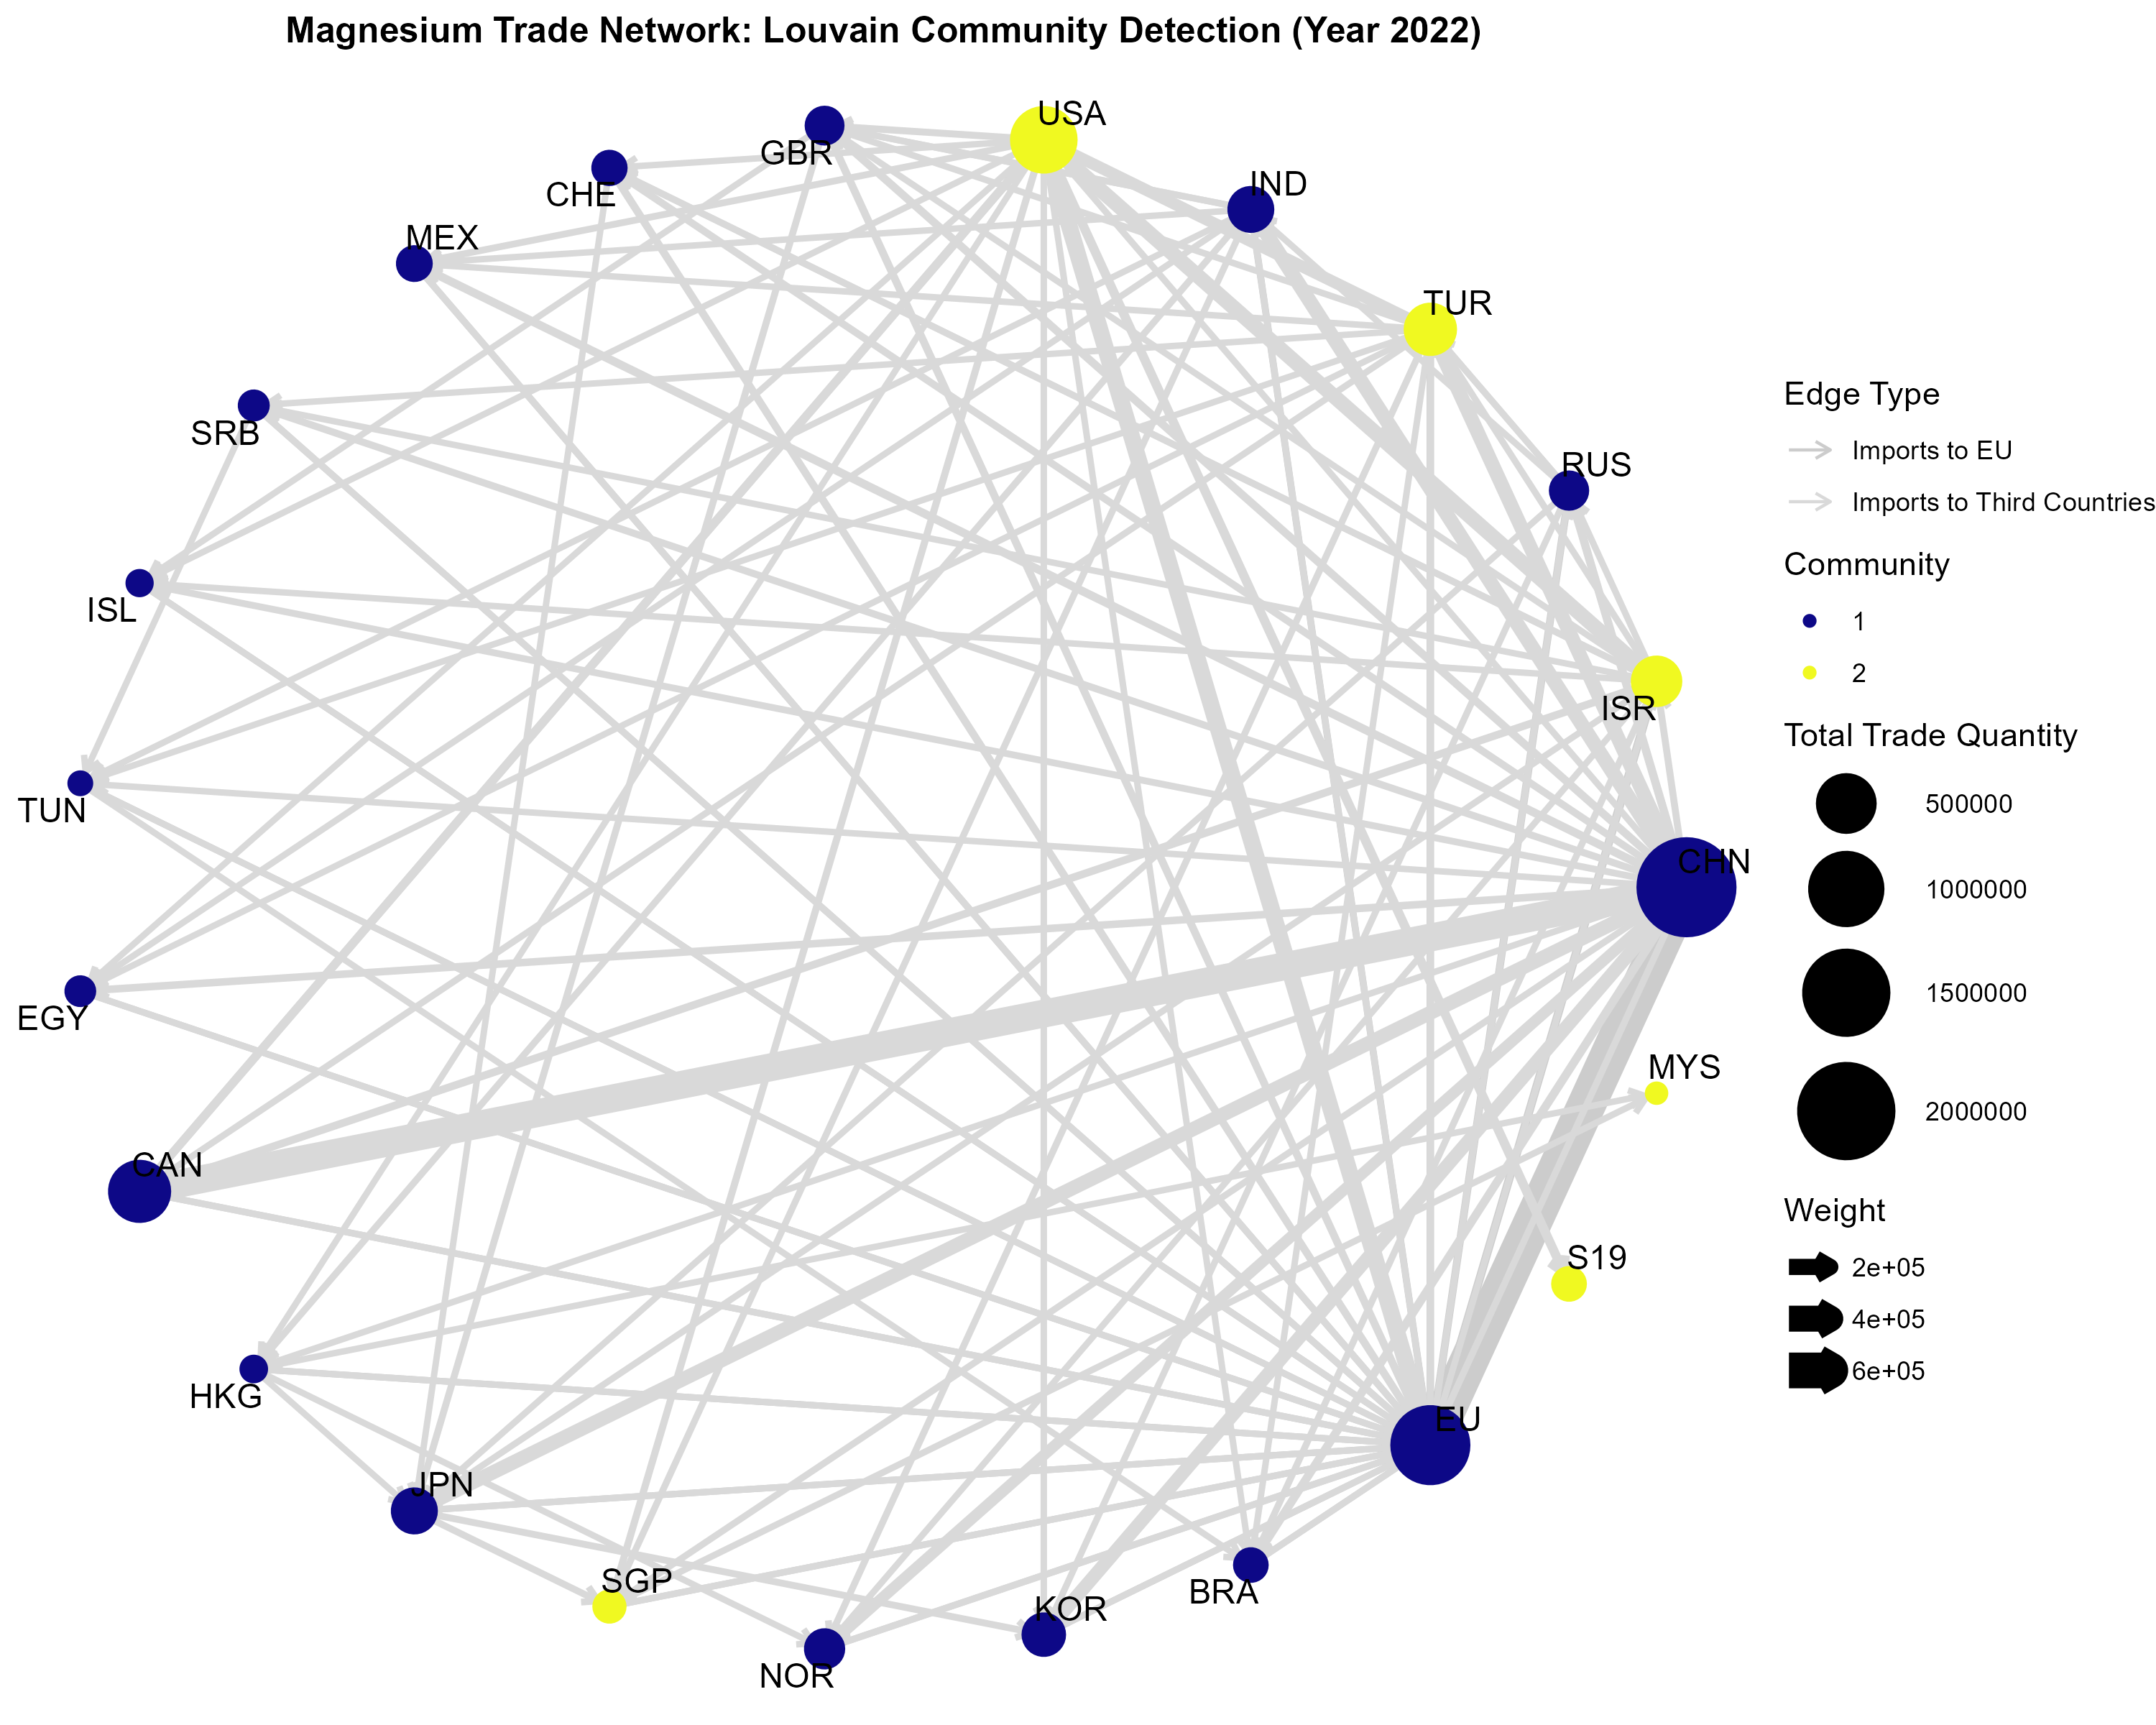 Magnesium Trade Network: Louvain Community Detection (Year 2022)
USA
GBR
CHE
IND
MEX
TUR
SRB
RUS
ISL
ISR
TUN
CHN
EGY
MYS
CAN
S19
HKG
EU
JPN
SGP
BRA
KOR
NOR
Edge Type
Imports to EU
Imports to Third Countries
Community
1
2
Total Trade Quantity
500000
1000000
1500000
2000000
Weight
2e+05
4e+05
6e+05